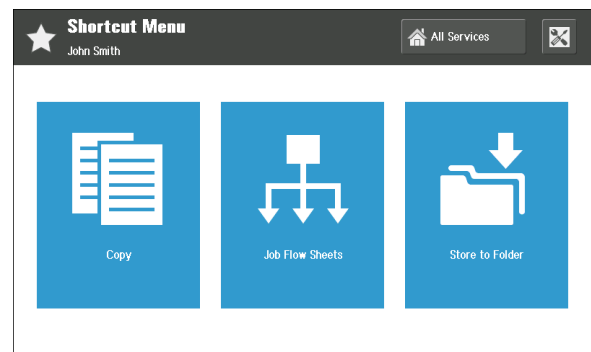 Shortcut Menu
John Smith
All Services
Copy
Job Flow Sheets
Store to Folder